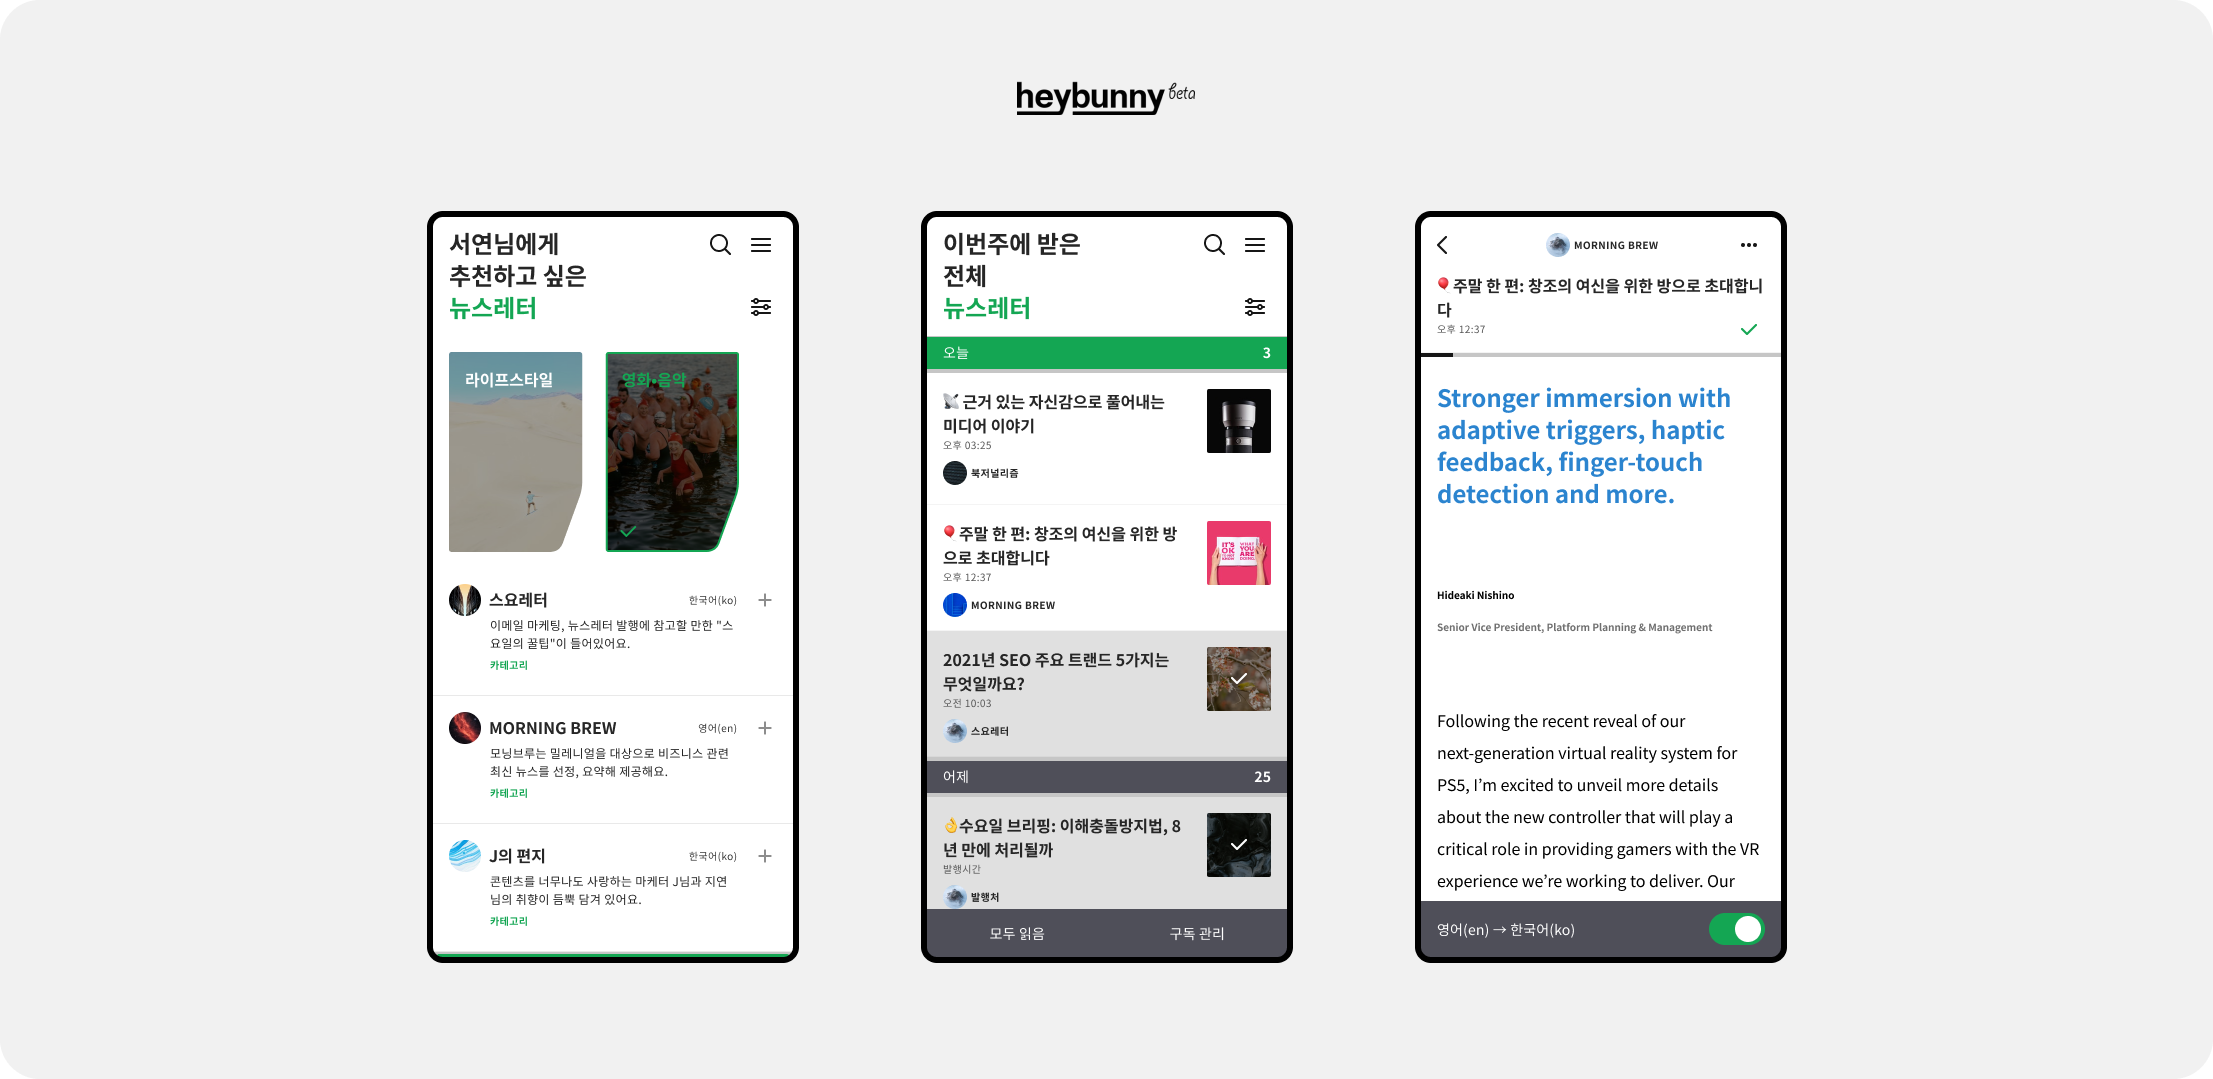 heybunny beta
서연님에게
추천하고 싶은
뉴스레터
라이프스타일
영화•음악
스요레터
한국어(ko)
이메일 마케팅, 뉴스레터 발행에 참고할 만한 "스
요일의 꿀팁"이 들어있어요.
카테고리
MORNING BREW
영어(en)
모닝브루는 밀레니얼을 대상으로 비즈니스 관련
최신 뉴스를 선정, 요약해 제공해요.
카테고리
J의 편지
한국어(ko)
콘텐츠를 너무나도 사랑하는 마케터 J님과 지연
님의 취향이 듬뿍 담겨 있어요.
카테고리
이번주에 받은
전체
뉴스레터
오늘 3
📡 근거 있는 자신감으로 풀어내는
미디어 이야기
오후 03:25
북저널리즘
🎈주말 한 편: 창조의 여신을 위한 방
으로 초대합니다
오후 12:37
MORNING BREW
IT'S OK
WHAT YOU ARE DOING.
2021년 SEO 주요 트랜드 5가지는
무엇일까요?
오전 10:03
스요레터
어제 25
👌수요일 브리핑: 이해충돌방지법, 8
년 만에 처리될까
발행시간
발행처
모두 읽음
구독 관리
MORNING BREW
🎈주말 한 편: 창조의 여신을 위한 방으로 초대합니
다
오후 12:37
Stronger immersion with
adaptive triggers, haptic
feedback, finger-touch
detection and more.
Hideaki Nishino
Senior Vice President, Platform Planning & Management
Following the recent reveal of our
next-generation virtual reality system for
PS5, I’m excited to unveil more details
about the new controller that will play a
critical role in providing gamers with the VR
experience we’re working to deliver. Our
영어(en) → 한국어(ko)